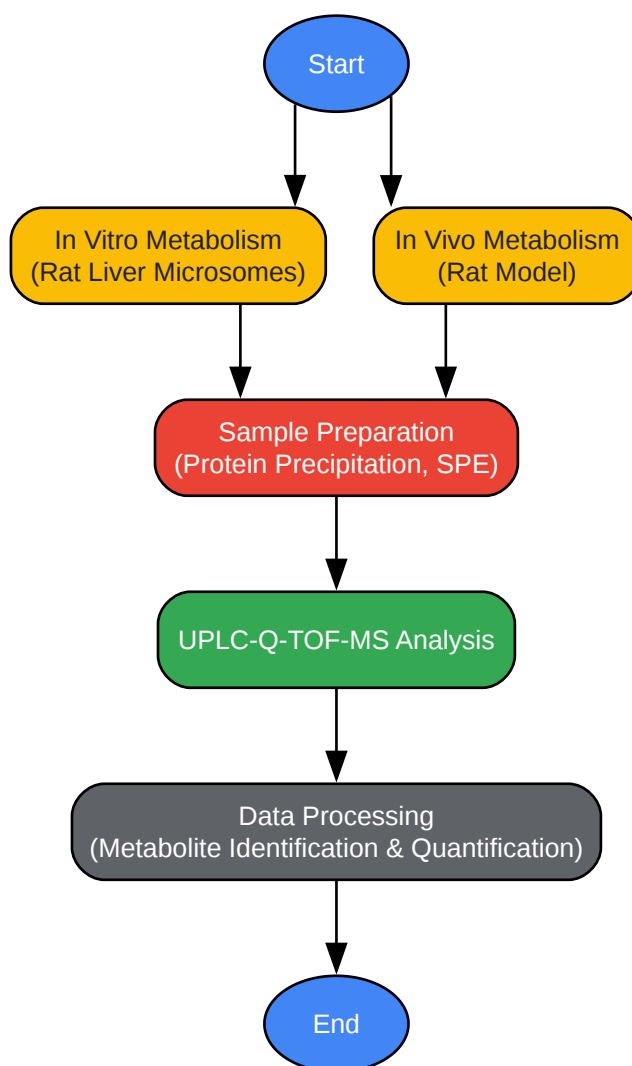 Start
In Vitro Metabolism
(Rat Liver Microsomes)
In Vivo Metabolism
(Rat Model)
Sample Preparation
(Protein Precipitation, SPE)
UPLC-Q-TOF-MS Analysis
Data Processing
(Metabolite Identification & Quantification)
End